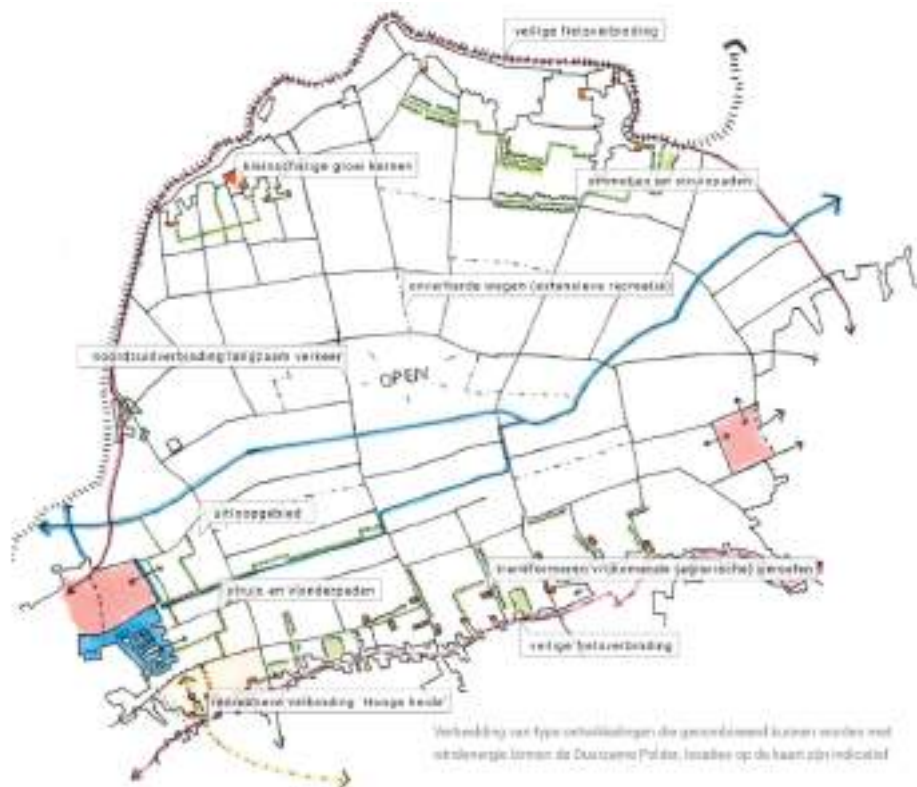 veilige fietsverbinding
kleinschalige groei kernen
ommetjes en struinpaden
onverharde wegen (extensieve recreatie)
noordzuidverbinding langzaam verkeer
OPEN
uitloopgebied
transformeren vrijkomende (agrarische) percelen
struin en vlonderpaden
veilige fietsverbinding
recreatieve verbinding 'Hooge heide'
Verbeelding van type ontwikkelingen die gecombineerd kunnen worden met
windenergie binnen de Duurzame Polder, locaties op de kaart zijn indicatief